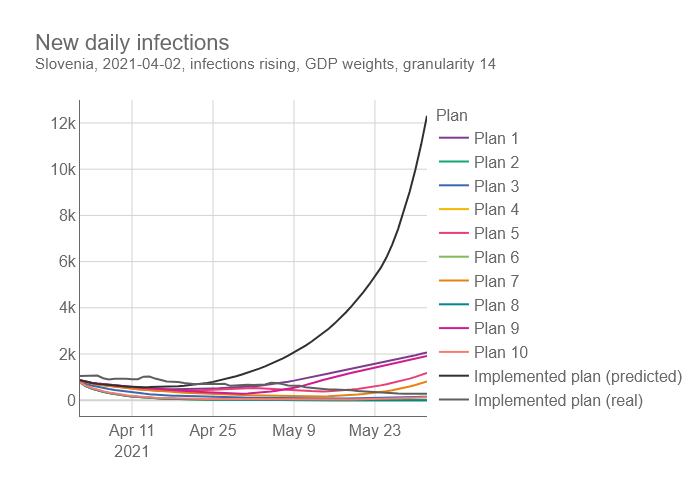 New daily infections
Slovenia, 2021-04-02, infections rising, GDP weights, granularity 14
12k
10k
8k
6k
4k
2k
0
Apr 11
2021
Apr 25
May 9
May 23
Plan
Plan 1
Plan 2
Plan 3
Plan 4
Plan 5
Plan 6
Plan 7
Plan 8
Plan 9
Plan 10
Implemented plan (predicted)
Implemented plan (real)